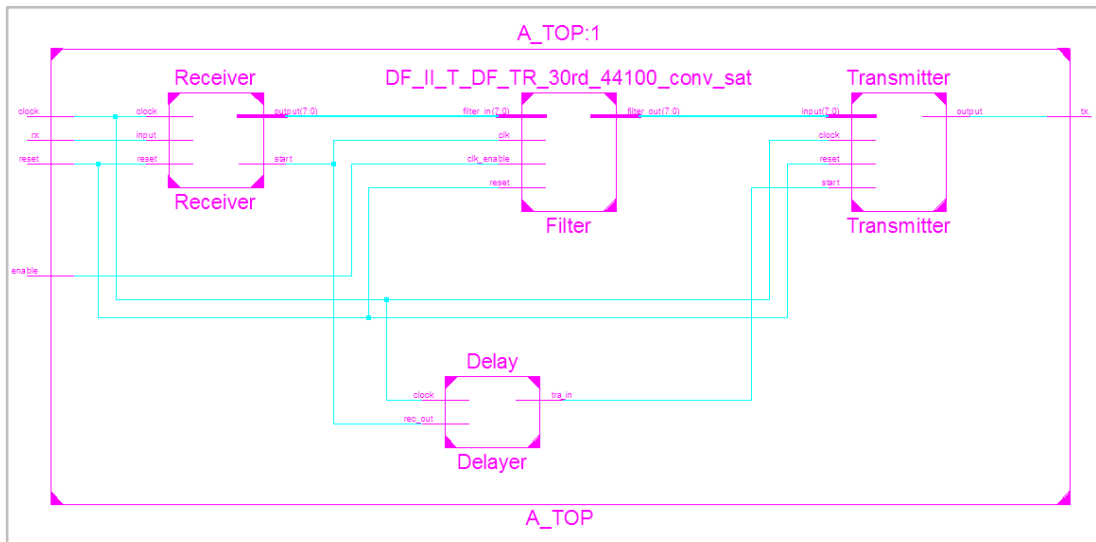 A_TOP:1
Receiver
DF_II_T_DF_TR_30rd_44100_conv_sat
Transmitter
clock
clock
output(7:0)
filter_in(7:0)
filter_out(7:0)
input(7:0)
output
tx
rx
input
clk
clock
reset
reset
start
clk_enable
reset
reset
start
Receiver
Filter
Transmitter
enable
Delay
clock
tra_in
rec_out
Delayer
A_TOP